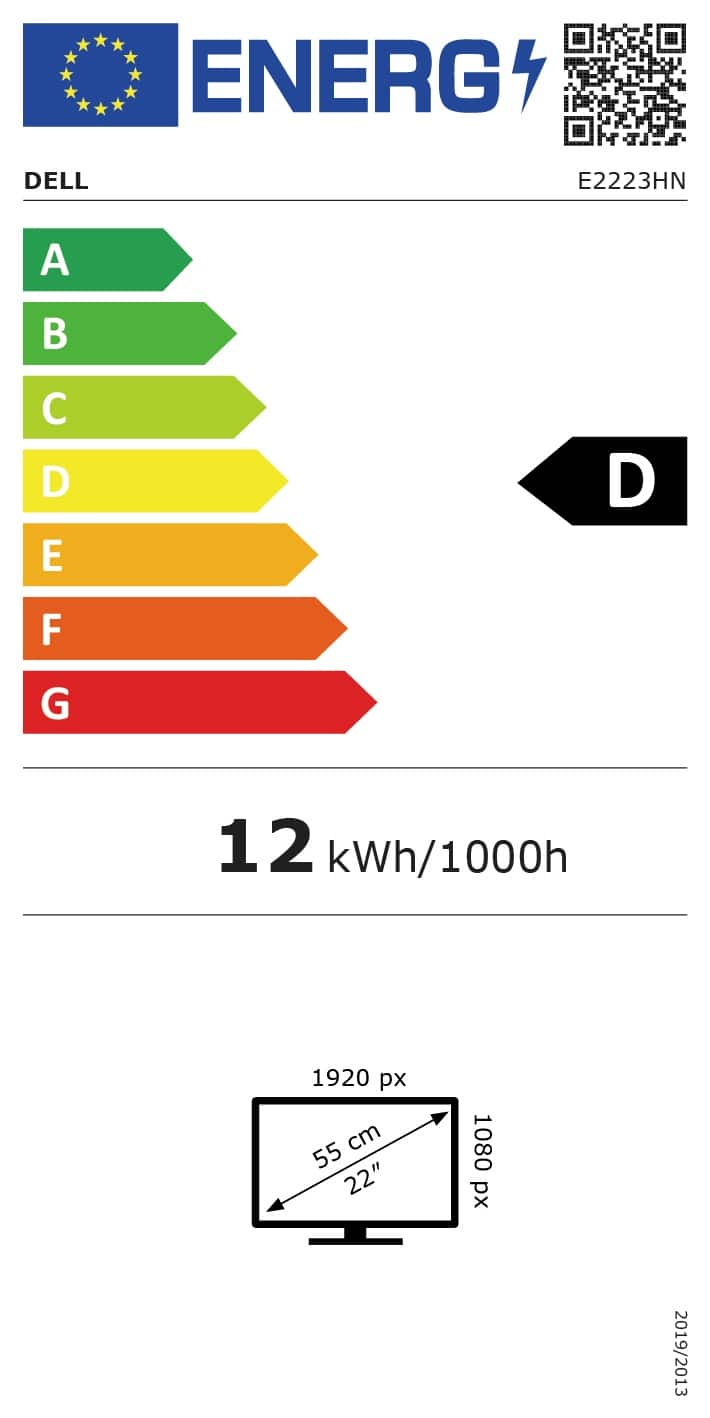 ENERG
DELL E2223HN
A
B
C
D
D
E
F
G
12 kWh/1000h
1920 px
1080 px
55 cm
22"
2019/2013